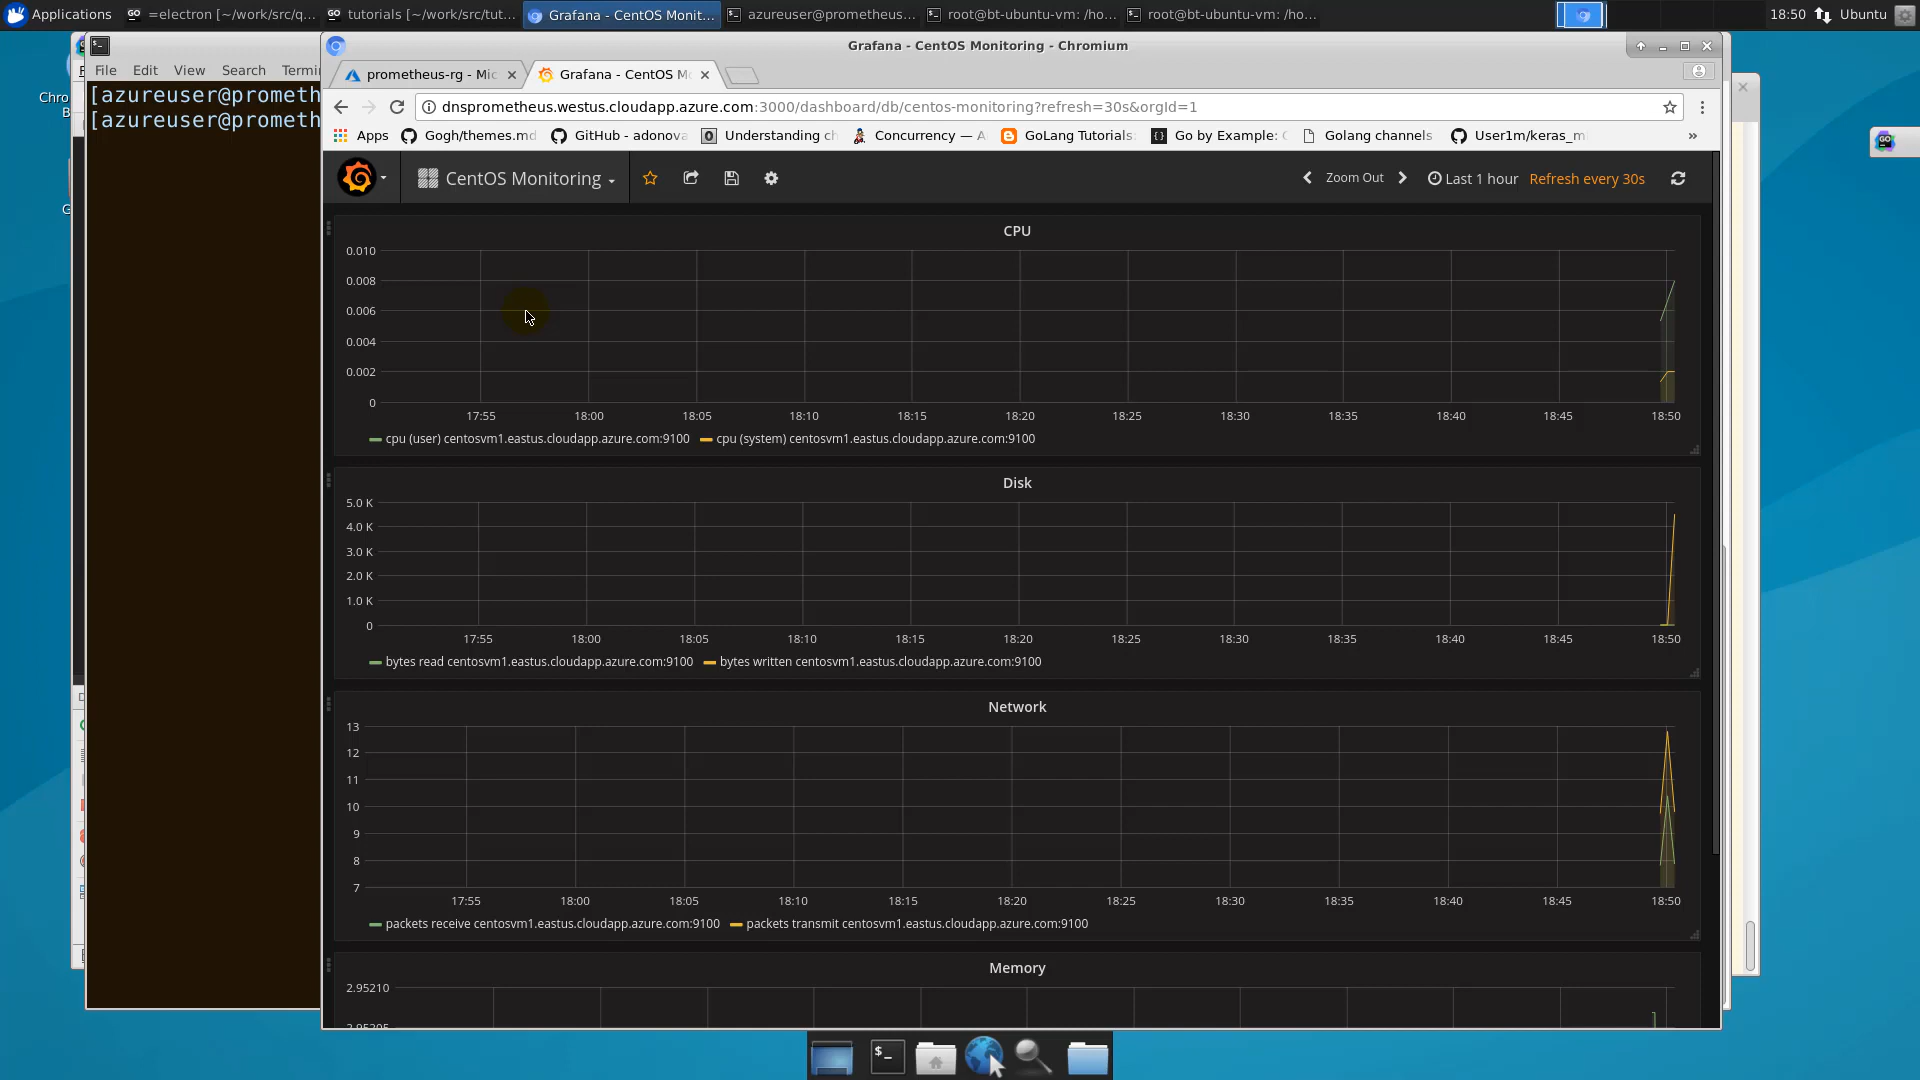 Applications =electron [~/work/src/q... tutorials [~/work/src/tut... Grafana - CentOS Monit... azureuser@prometheus... root@bt-ubuntu-vm: /ho... root@bt-ubuntu-vm: /ho... 18:50 Ubuntu
Grafana - CentOS Monitoring - Chromium
File Edit View Search Termi
prometheus-rg - Mic Grafana - CentOS M
Chro
[azureuser@prometh
[azureuser@prometh
dnsprometheus.westus.cloudapp.azure.com:3000/dashboard/db/centos-monitoring?refresh=30s&orgId=1
Apps Gogh/themes.md GitHub - adonova Understanding ch Concurrency — A GoLang Tutorials: Go by Example: Golang channels User1m/keras_m »
CentOS Monitoring Zoom Out Last 1 hour Refresh every 30s
CPU
0.010
0.008
0.006
0.004
0.002
0
17:55 18:00 18:05 18:10 18:15 18:20 18:25 18:30 18:35 18:40 18:45 18:50
cpu (user) centosvm1.eastus.cloudapp.azure.com:9100 cpu (system) centosvm1.eastus.cloudapp.azure.com:9100
Disk
5.0 K
4.0 K
3.0 K
2.0 K
1.0 K
0
17:55 18:00 18:05 18:10 18:15 18:20 18:25 18:30 18:35 18:40 18:45 18:50
bytes read centosvm1.eastus.cloudapp.azure.com:9100 bytes written centosvm1.eastus.cloudapp.azure.com:9100
Network
13
12
11
10
9
8
7
17:55 18:00 18:05 18:10 18:15 18:20 18:25 18:30 18:35 18:40 18:45 18:50
packets receive centosvm1.eastus.cloudapp.azure.com:9100 packets transmit centosvm1.eastus.cloudapp.azure.com:9100
Memory
2.95210